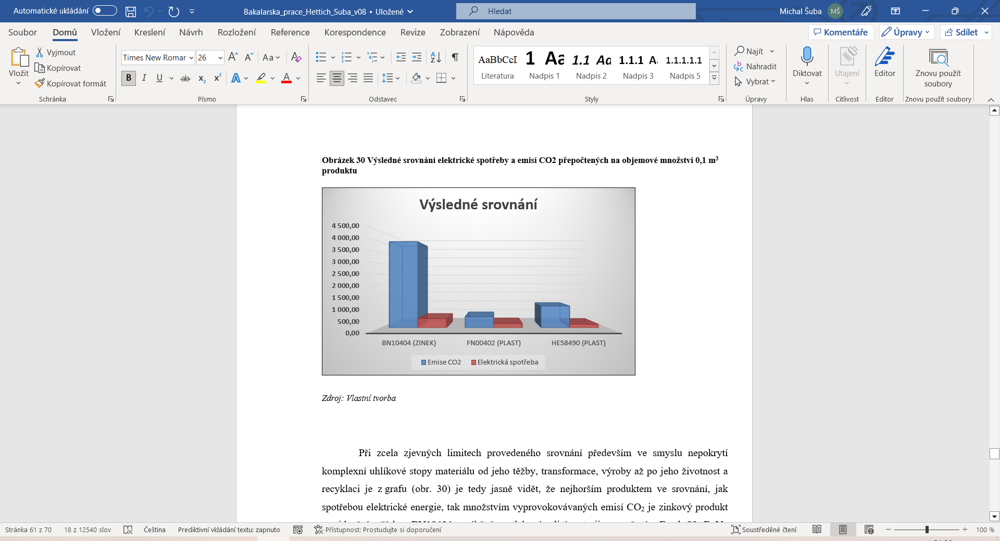 Automatické ukládání
Bakalarska_prace_Hettich_Suba_v08 • Uložené
Hledat
Michal Šuba
MŠ
Soubor Domů Vložení Kreslení Návrh Rozložení Reference Korespondence Revize Zobrazení Nápověda
Komentáře Úpravy Sdílet
Vložit
Vyjmout
Kopírovat
Kopírovat formát
Schránka
Times New Romar 26
Písmo
Odstavec
AaBbCcI 1 Aa 1.1 Aa 1.1.1 A 1.1.1.1.1
Literatura Nadpis 1 Nadpis 2 Nadpis 3 Nadpis 5
Styly
Najít
Nahradit
Vybrat
Úpravy
Diktovat
Hlas
Utajení
Citlivost
Editor
Editor
Znovu použít
soubory
Znovu použít soubory
Obrázek 30 Výsledné srovnání elektrické spotřeby a emisí CO2 přepočtených na objemové množství 0,1 m³
produktu
Výsledné srovnání
4 500,00
4 000,00
3 500,00
3 000,00
2 500,00
2 000,00
1 500,00
1 000,00
500,00
0,00
BN10404 (ZINEK) FN00402 (PLAST) HE58490 (PLAST)
Emise CO2 Elektrická spotřeba
Zdroj: Vlastní tvorba
Při zcela zjevných limitech provedeného srovnání především ve smyslu nepokrytí
komplexní uhlíkové stopy materiálu od jeho těžby, transformace, výroby až po jeho životnost a
recyklaci je z grafu (obr. 30) je tedy jasně vidět, že nejhorším produktem ve srovnání, jak
spotřebou elektrické energie, tak množstvím vyprovokovávaných emisí CO₂ je zinkový produkt
Stránka 61 z 70 18 z 12540 slov Čeština Prediktivní vkládání textu: zapnuto Přístupnost: Prostudujte si doporučení Soustředěné čtení 100 %